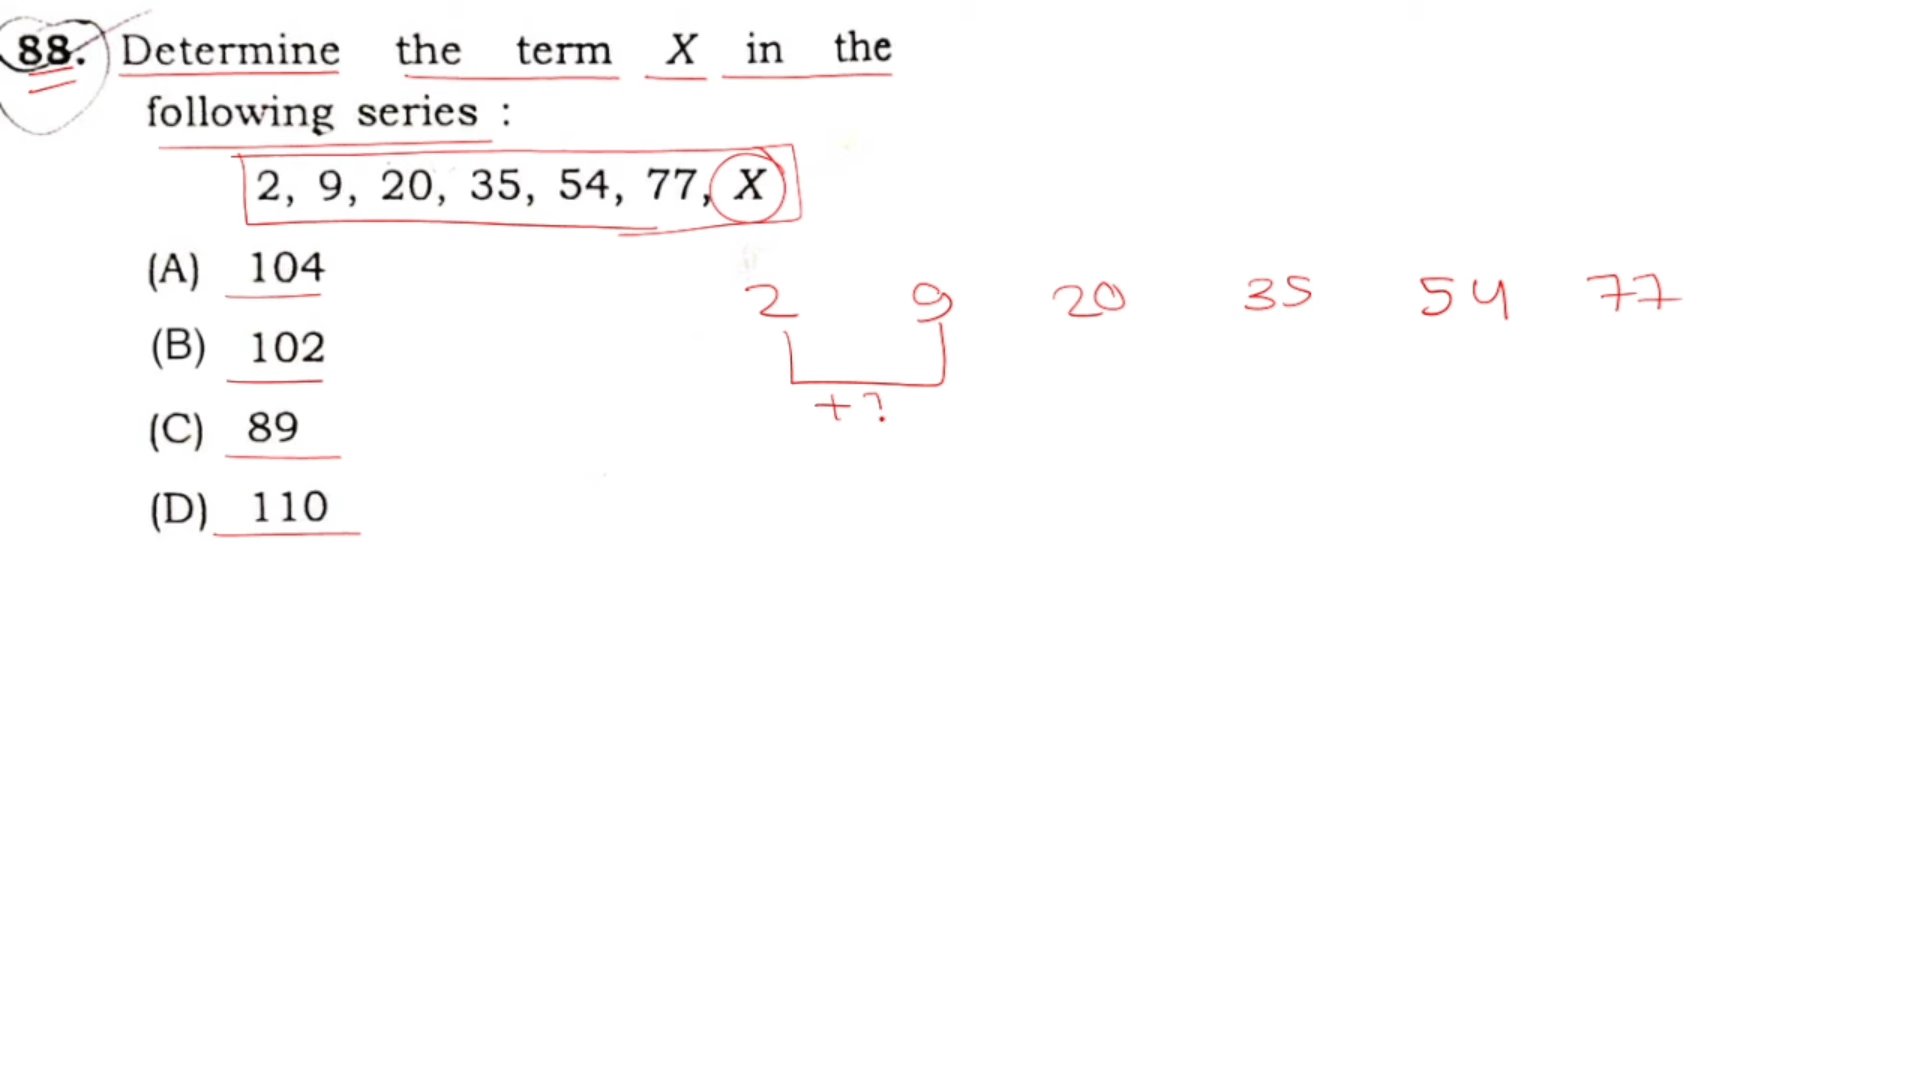 88. Determine the term X in the
following series :
2, 9, 20, 35, 54, 77, X
(A) 104
(B) 102
(C) 89
(D) 110
2 9 20 35 54 77
+?